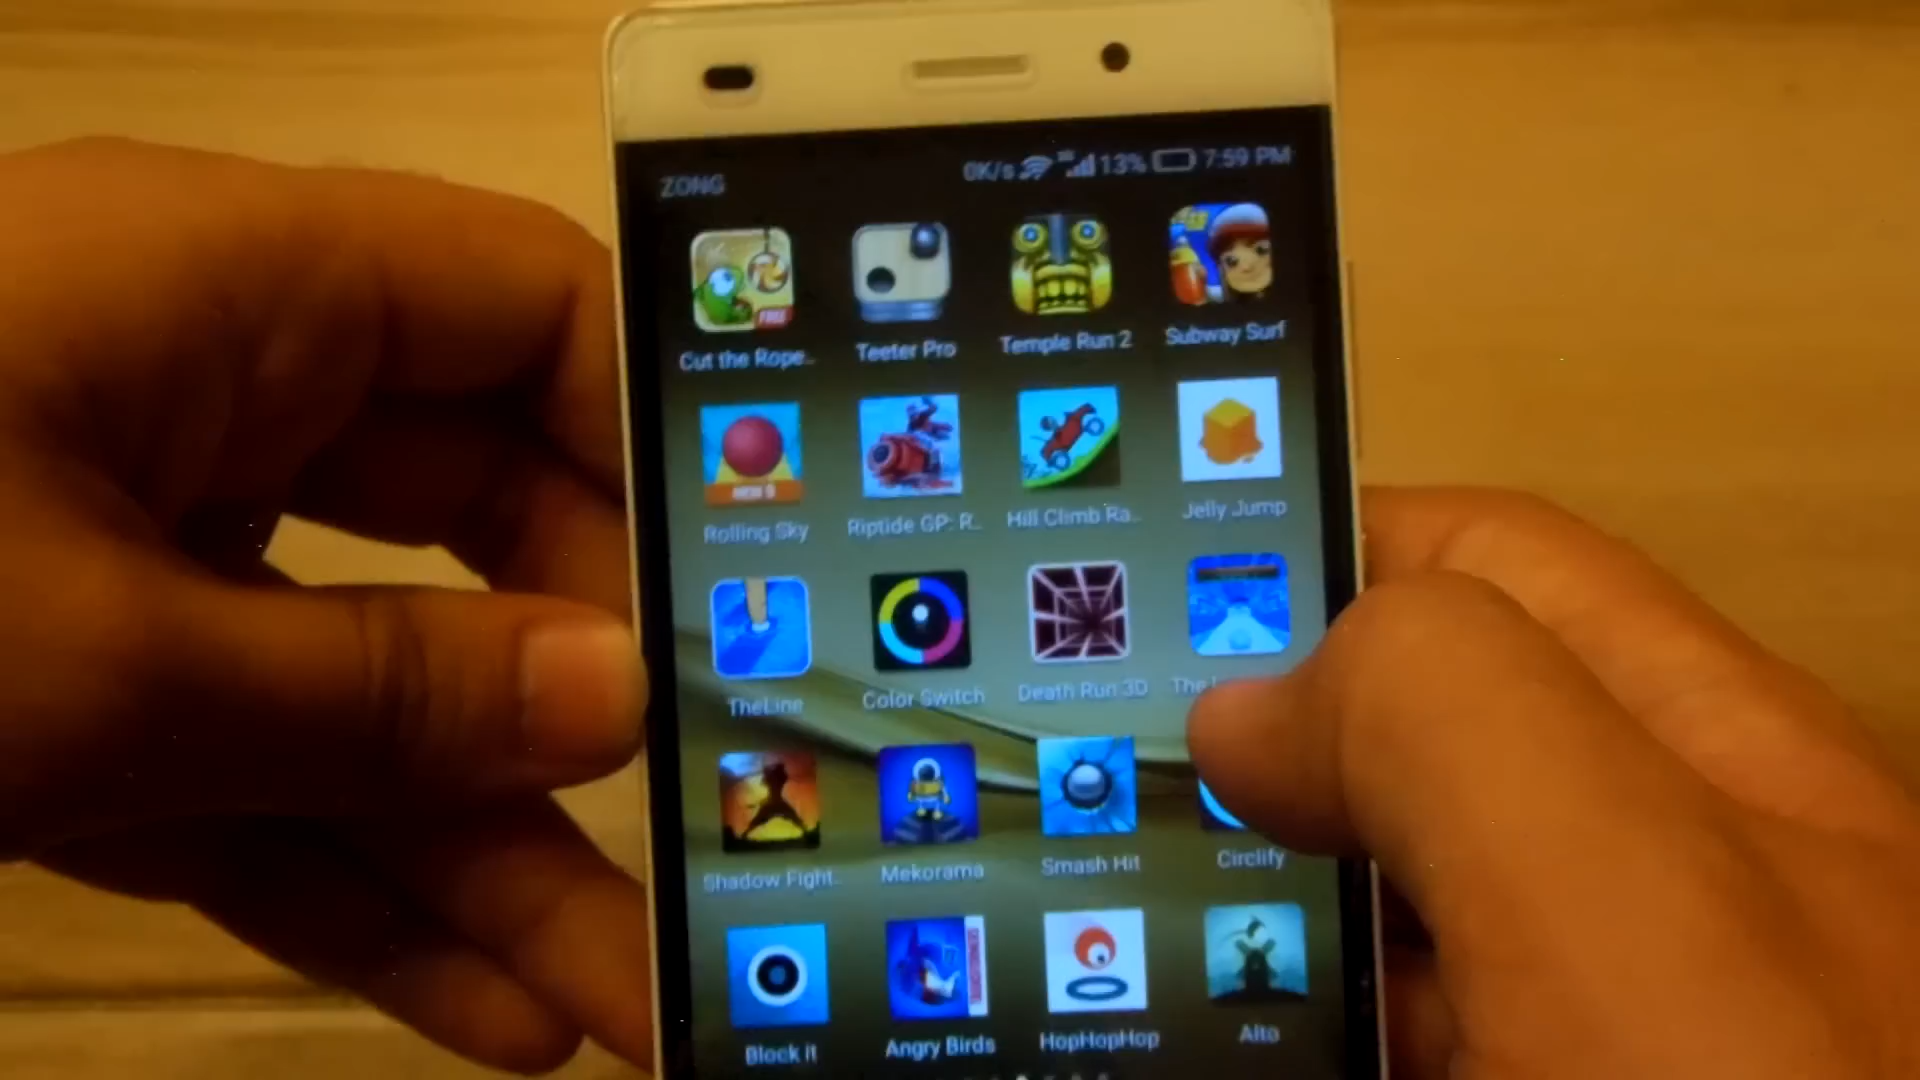 ZONG 0K/s 13% 7:59 PM
FREE
Cut the Rope.. Teeter Pro Temple Run 2 Subway Surf
Rolling Sky Riptide GP: R.. Hill Climb Ra.. Jelly Jump
TheLine Color Switch Death Run 3D The
Shadow Fight.. Mekorama Smash Hit Circlify
Block it Angry Birds HopHopHop Alto